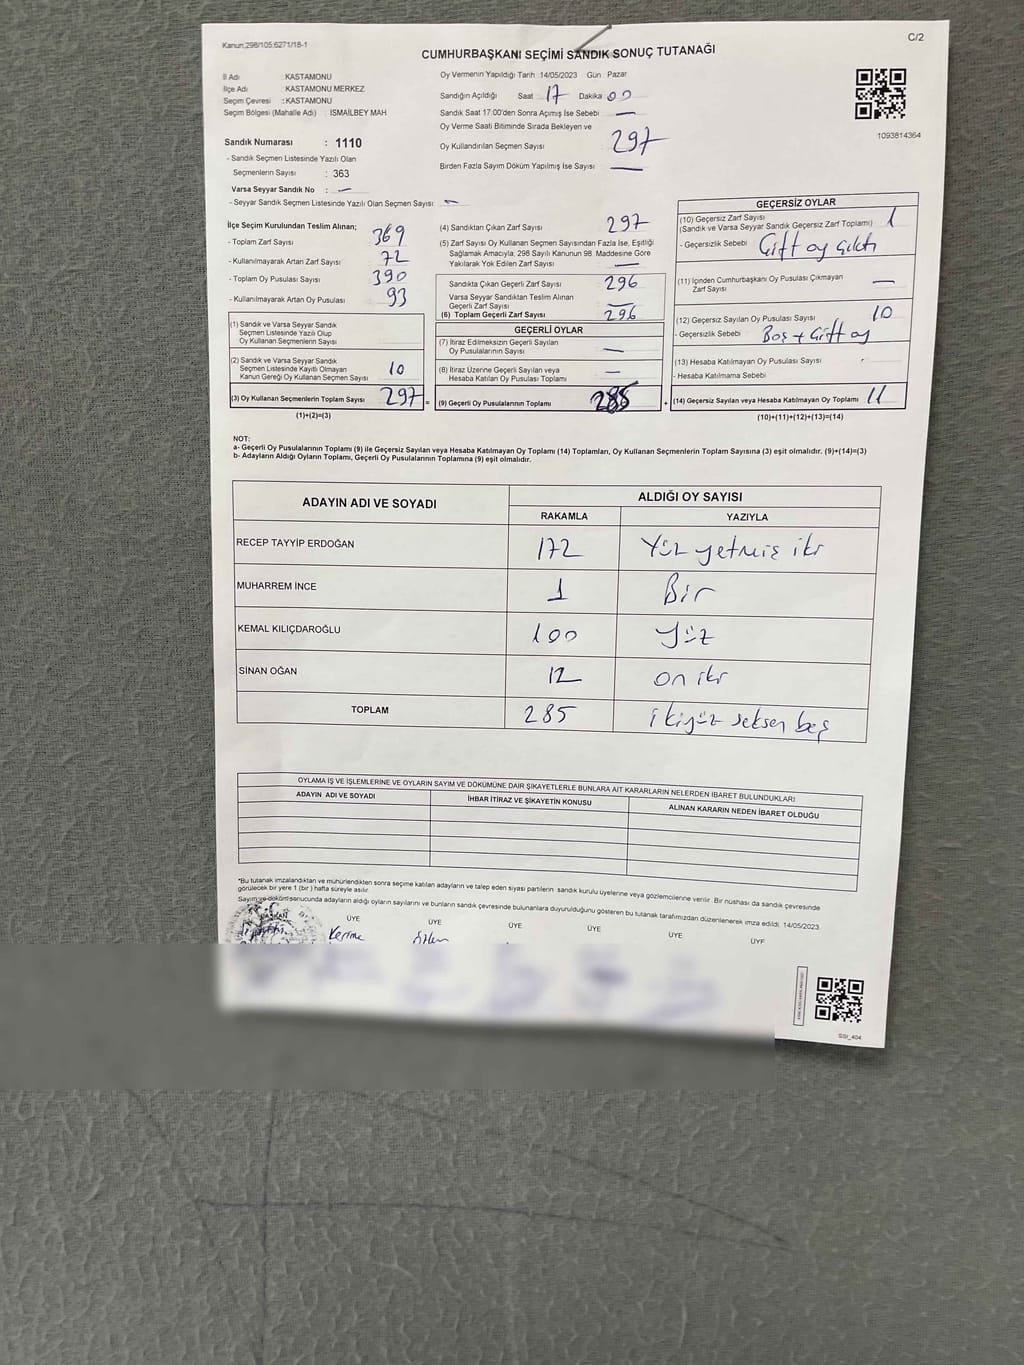 Kanun:298/105;6271/18-1
C/2
CUMHURBAŞKANI SEÇİMİ SANDIK SONUÇ TUTANAĞI
İl Adı : KASTAMONU
İlçe Adı : KASTAMONU MERKEZ
Seçim Çevresi : KASTAMONU
Seçim Bölgesi (Mahalle Adı) : İSMAİLBEY MAH
Oy Vermenin Yapıldığı Tarih :14/05/2023 Gün : Pazar
Sandığın Açıldığı Saat 17 Dakika 00
Sandık Saat 17:00'den Sonra Açımış İse Sebebi —
Oy Verme Saati Bitiminde Sırada Bekleyen ve
Oy Kullandırılan Seçmen Sayısı : 297
Birden Fazla Sayım Döküm Yapılmış İse Sayısı —
1093814364
Sandık Numarası : 1110
- Sandık Seçmen Listesinde Yazılı Olan
Seçmenlerin Sayısı : 363
Varsa Seyyar Sandık No : —
- Seyyar Sandık Seçmen Listesinde Yazılı Olan Seçmen Sayısı: —
İlçe Seçim Kurulundan Teslim Alınan;
- Toplam Zarf Sayısı : 369
- Kullanılmayarak Artan Zarf Sayısı : 72
- Toplam Oy Pusulası Sayısı : 390
- Kullanılmayarak Artan Oy Pusulası : 93
(1) Sandık ve Varsa Seyyar Sandık
Seçmen Listesinde Yazılı Olup
Oy Kullanan Seçmenlerin Sayısı :
(2) Sandık ve Varsa Seyyar Sandık
Seçmen Listesinde Kayıtlı Olmayan
Kanun Gereği Oy Kullanan Seçmen Sayısı : 10
(3) Oy Kullanan Seçmenlerin Toplam Sayısı : 297 =
(1)+(2)=(3)
(4) Sandıktan Çıkan Zarf Sayısı : 297
(5) Zarf Sayısı Oy Kullanan Seçmen Sayısından Fazla İse, Eşitliği
Sağlamak Amacıyla, 298 Sayılı Kanunun 98. Maddesine Göre
Yakılarak Yok Edilen Zarf Sayısı : —
Sandıkta Çıkan Geçerli Zarf Sayısı : 296
Varsa Seyyar Sandıktan Teslim Alınan
Geçerli Zarf Sayısı : —
(6) Toplam Geçerli Zarf Sayısı : 296
GEÇERLİ OYLAR
(7) İtiraz Edilmeksizin Geçerli Sayılan
Oy Pusulalarının Sayısı : —
(8) İtiraz Üzerine Geçerli Sayılan veya
Hesaba Katılan Oy Pusulası Toplamı : —
(9) Geçerli Oy Pusulalarının Toplamı : 285 +
GEÇERSİZ OYLAR
(10) Geçersiz Zarf Sayısı
(Sandık ve Varsa Seyyar Sandık Geçersiz Zarf Toplamı) : 1
- Geçersizlik Sebebi : Çift oy çıktı
(11) İçinden Cumhurbaşkanı Oy Pusulası Çıkmayan
Zarf Sayısı : —
(12) Geçersiz Sayılan Oy Pusulası Sayısı : 10
- Geçersizlik Sebebi : Boş + Çift oy
(13) Hesaba Katılmayan Oy Pusulası Sayısı :
- Hesaba Katılmama Sebebi :
(14) Geçersiz Sayılan veya Hesaba Katılmayan Oy Toplamı : 11
(10)+(11)+(12)+(13)=(14)
NOT:
a- Geçerli Oy Pusulalarının Toplamı (9) ile Geçersiz Sayılan veya Hesaba Katılmayan Oy Toplamı (14) Toplamları, Oy Kullanan Seçmenlerin Toplam Sayısına (3) eşit olmalıdır. (9)+(14)=(3)
b- Adayların Aldığı Oyların Toplamı, Geçerli Oy Pusulalarının Toplamına (9) eşit olmalıdır.
ADAYIN ADI VE SOYADI
ALDIĞI OY SAYISI
RAKAMLA YAZIYLA
RECEP TAYYİP ERDOĞAN 172 Yüz yetmiş iki
MUHARREM İNCE 1 Bir
KEMAL KILIÇDAROĞLU 100 Yüz
SİNAN OĞAN 12 on iki
TOPLAM 285 ikiyüz seksen beş
OYLAMA İŞ VE İŞLEMLERİNE VE OYLARIN SAYIM VE DÖKÜMÜNE DAİR ŞİKAYETLERLE BUNLARA AİT KARARLARIN NELERDEN İBARET BULUNDUKLARI
ADAYIN ADI VE SOYADI İHBAR İTİRAZ VE ŞİKAYETİN KONUSU ALINAN KARARIN NEDEN İBARET OLDUĞU
*Bu tutanak imzalandıktan ve mühürlendikten sonra seçime katılan adayların ve talep eden siyasi partilerin sandık kurulu üyelerine veya gözlemcilerine verilir. Bir nüshası da sandık çevresinde
görülecek bir yere 1 (bir) hafta süreyle asılır.
Sayım ve döküm sonucunda adayların aldığı oyların sayılarını ve bunların sandık çevresinde bulunanlara duyurulduğunu gösteren bu tutanak tarafımızdan düzenlenerek imza edildi. 14/05/2023
BAŞKAN ÜYE ÜYE ÜYE ÜYE ÜYE ÜYE
Kerime
SSI_404